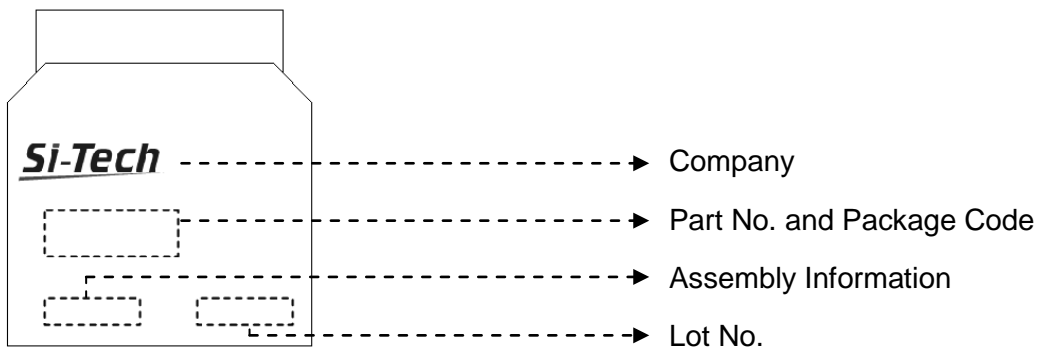 Si-Tech
Company
Part No. and Package Code
Assembly Information
Lot No.